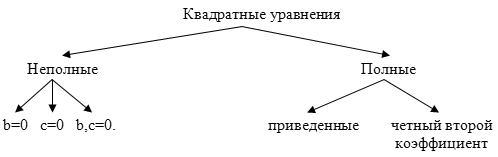 Квадратные уравнения
Неполные Полные
b=0 c=0 b,c=0. приведенные четный второй
коэффициент